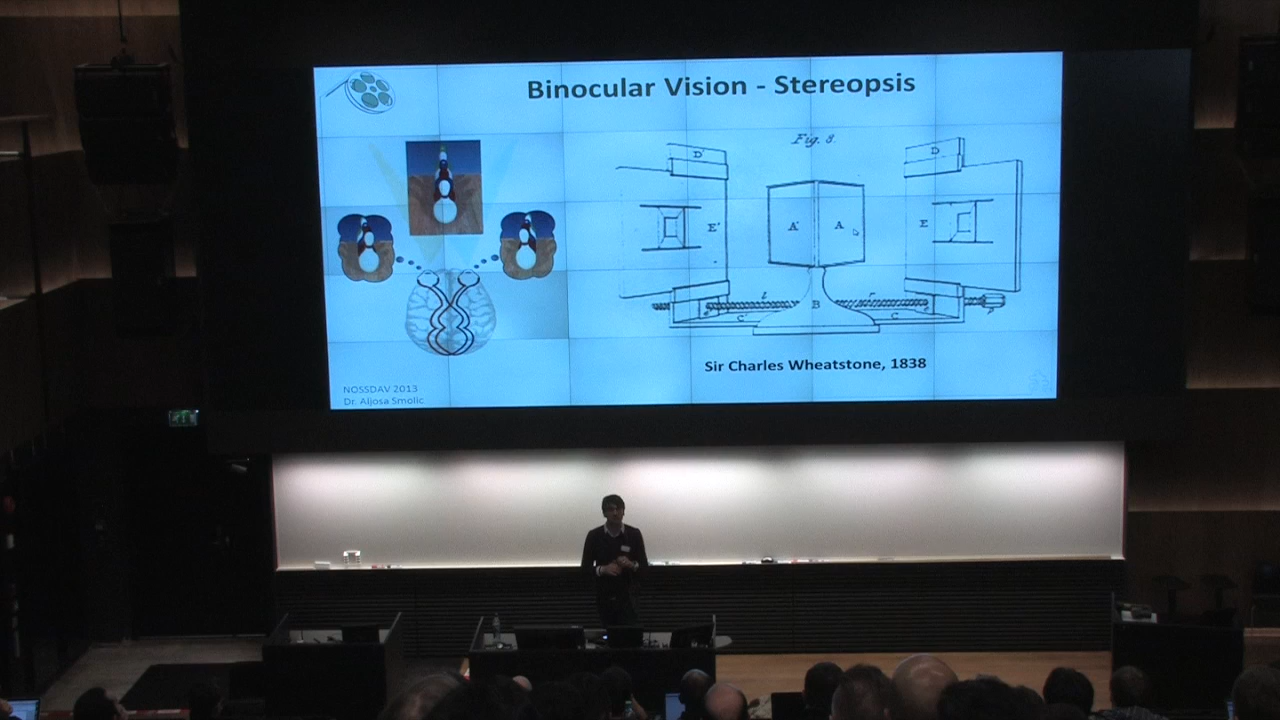 Binocular Vision - Stereopsis
Fig. 8.
D'
D
E'
A'
A
E
B
C'
C
r
Sir Charles Wheatstone, 1838
NOSSDAV 2013
Dr. Aljosa Smolic